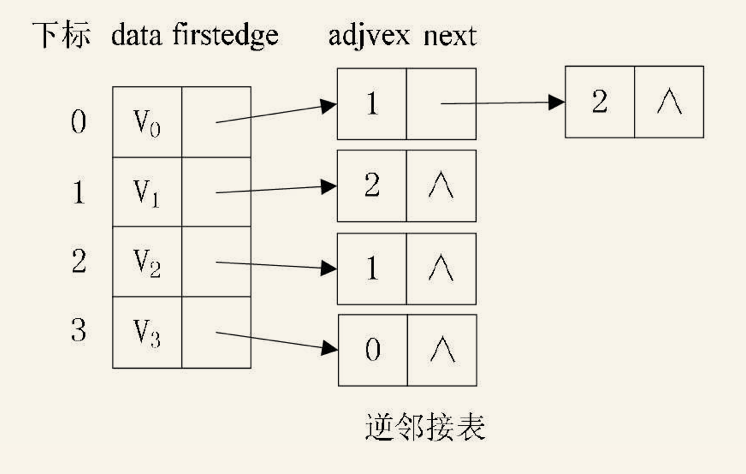 下标 data firstedge adjvex next
0 V0 1 2 ∧
1 V1 2 ∧
2 V2 1 ∧
3 V3 0 ∧
逆邻接表